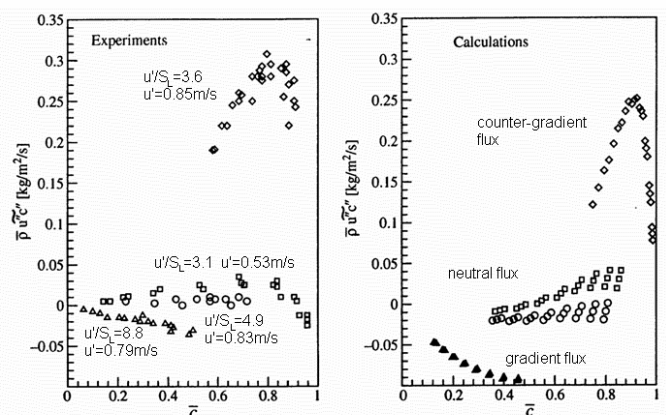 Experiments
0.35
0.3
0.25
0.2
0.15
0.1
0.05
0
−0.05
ρ̅ u″c″ [kg/m²/s]
u'/S_L=3.6
u'=0.85m/s
u'/S_L=3.1 u'=0.53m/s
u'/S_L=4.9
u'=0.83m/s
u'/S_L=8.8
u'=0.79m/s
0 0.2 0.4 0.6 0.8 1
c̅
Calculations
0.35
0.3
0.25
0.2
0.15
0.1
0.05
0
−0.05
ρ̅ u″c″ [kg/m²/s]
counter-gradient
flux
neutral flux
gradient flux
0 0.2 0.4 0.6 0.8 1
c̅